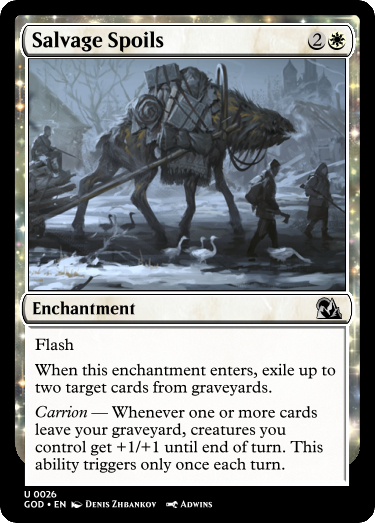 Salvage Spoils 2
Enchantment
Flash
When this enchantment enters, exile up to
two target cards from graveyards.
Carrion — Whenever one or more cards
leave your graveyard, creatures you
control get +1/+1 until end of turn. This
ability triggers only once each turn.
U 0026
GOD • EN Denis Zhbankov Adwins